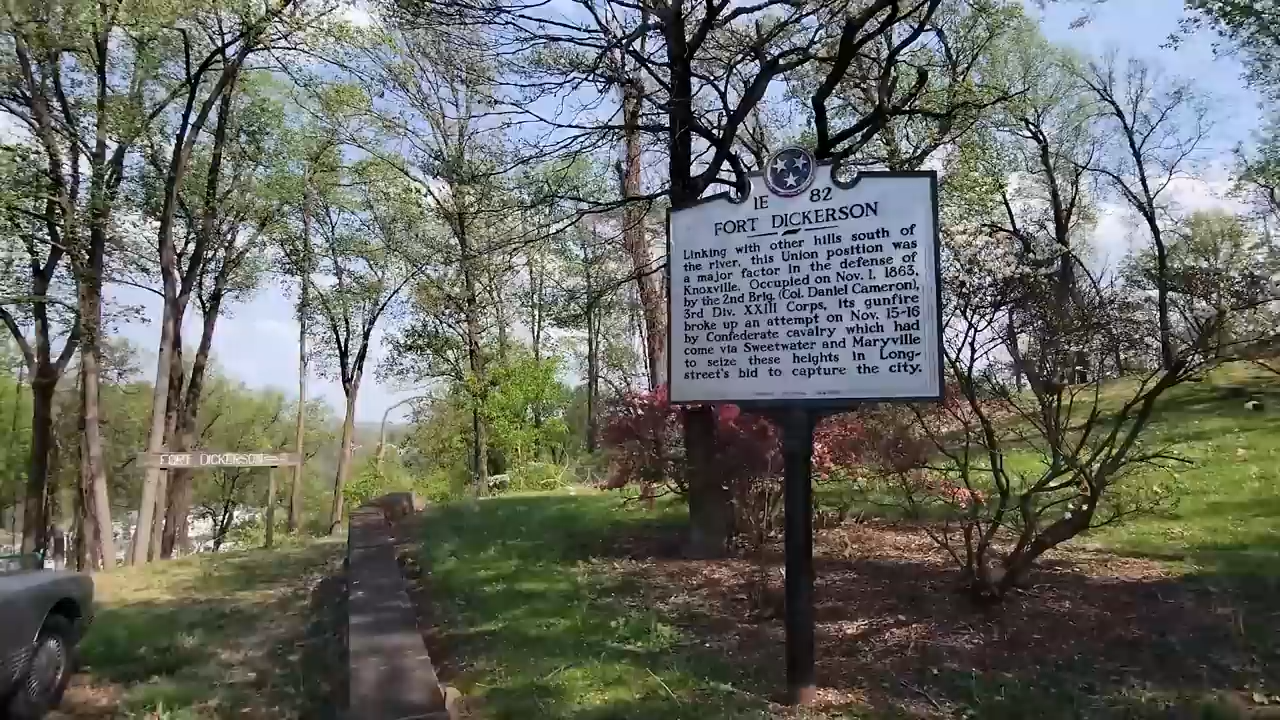 1E 82
FORT DICKERSON
Linking with other hills south of
the river, this Union position was
a major factor in the defense of
Knoxville. Occupied on Nov. 1, 1863,
by the 2nd Brig. (Col. Daniel Cameron),
3rd Div. XXIII Corps, its gunfire
broke up an attempt on Nov. 15-16
by Confederate cavalry which had
come via Sweetwater and Maryville
to seize these heights in Long-
street's bid to capture the city.
FORT DICKERSON